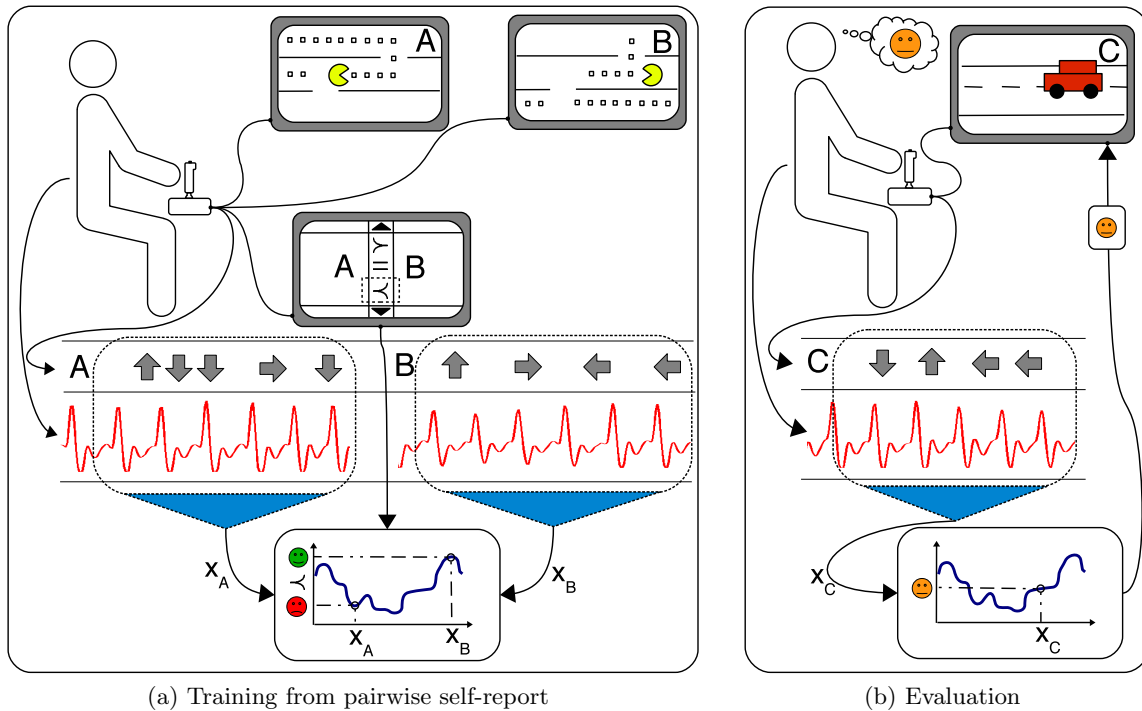 A
B
C
A
B
A
B
C
X_A
X_B
X_C
X_A
X_B
X_C
(a) Training from pairwise self-report
(b) Evaluation